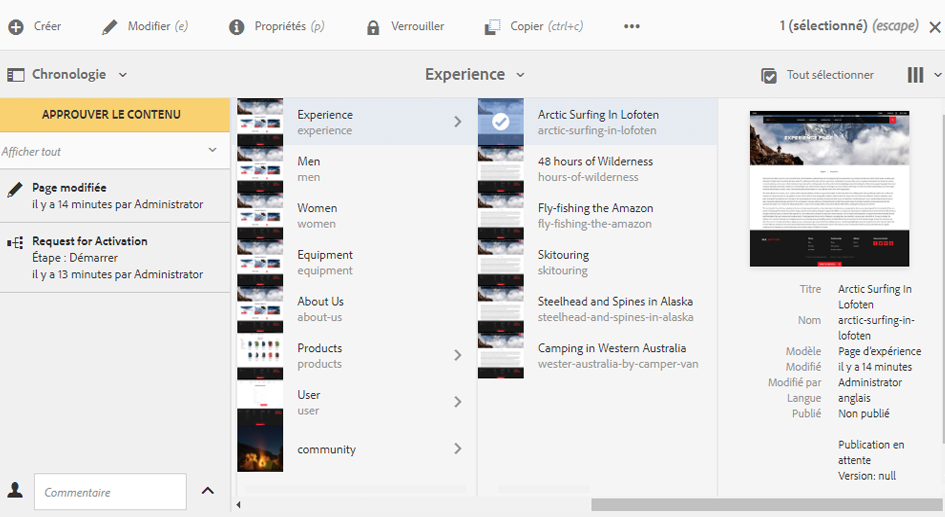 Créer
Modifier (e)
Propriétés (p)
Verrouiller
Copier (ctrl+c)
1 (sélectionné) (escape)
Chronologie
Experience
Tout sélectionner
APPROUVER LE CONTENU
Afficher tout
Page modifiée
il y a 14 minutes par Administrator
Request for Activation
Étape : Démarrer
il y a 13 minutes par Administrator
Commentaire
Experience
experience
Men
men
Women
women
Equipment
equipment
About Us
about-us
Products
products
User
user
community
Arctic Surfing In Lofoten
arctic-surfing-in-lofoten
48 hours of Wilderness
hours-of-wilderness
Fly-fishing the Amazon
fly-fishing-the-amazon
Skitouring
skitouring
Steelhead and Spines in Alaska
steelhead-and-spines-in-alaska
Camping in Western Australia
wester-australia-by-camper-van
Titre Arctic Surfing In
Lofoten
Nom arctic-surfing-in-
lofoten
Modèle Page d'expérience
Modifié il y a 14 minutes
Modifié par Administrator
Langue anglais
Publié Non publié
Publication en
attente
Version: null